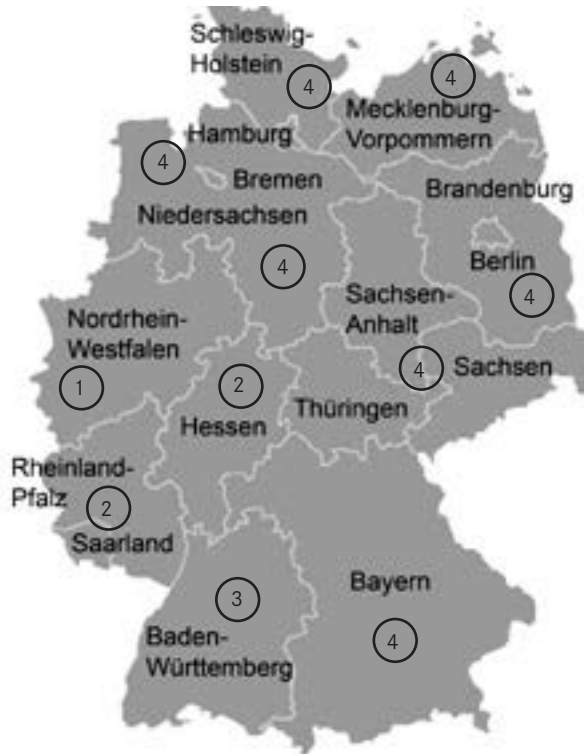 Schleswig-
Holstein
4
4
Mecklenburg-
Vorpommern
Hamburg
4
Bremen
Brandenburg
Niedersachsen
4
Berlin
4
Sachsen-
Anhalt
Nordrhein-
Westfalen
1
4
Sachsen
2
Hessen
Thüringen
Rheinland-
Pfalz
2
Saarland
3
Bayern
Baden-
Württemberg
4